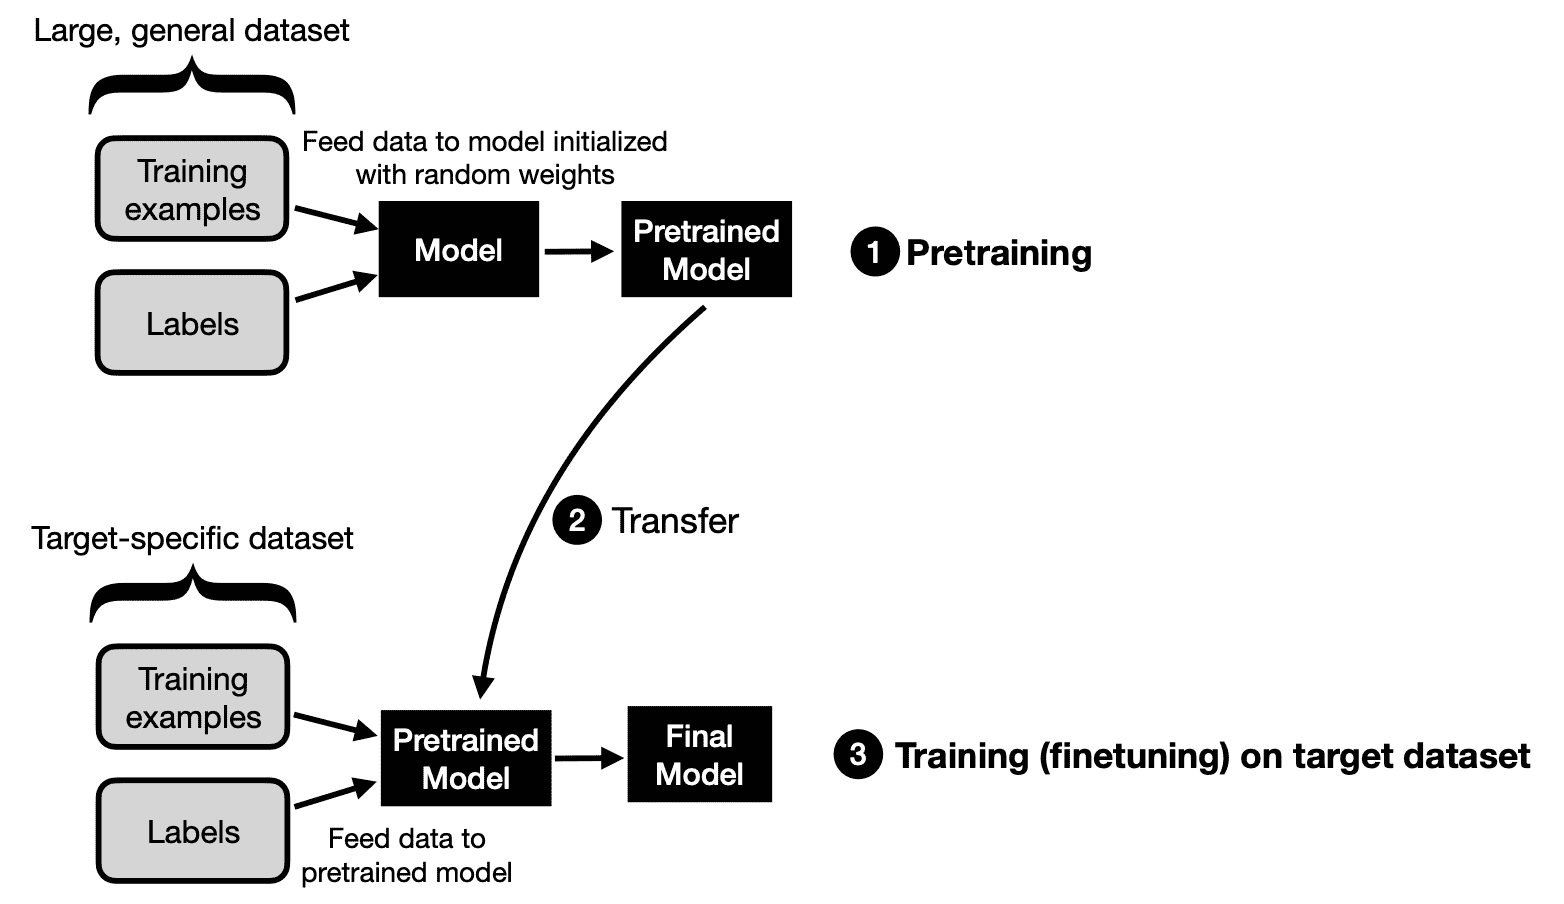 Large, general dataset
Training
examples
Labels
Feed data to model initialized
with random weights
Model
Pretrained
Model
1 Pretraining
2 Transfer
Target-specific dataset
Training
examples
Labels
Pretrained
Model
Feed data to
pretrained model
Final
Model
3 Training (finetuning) on target dataset